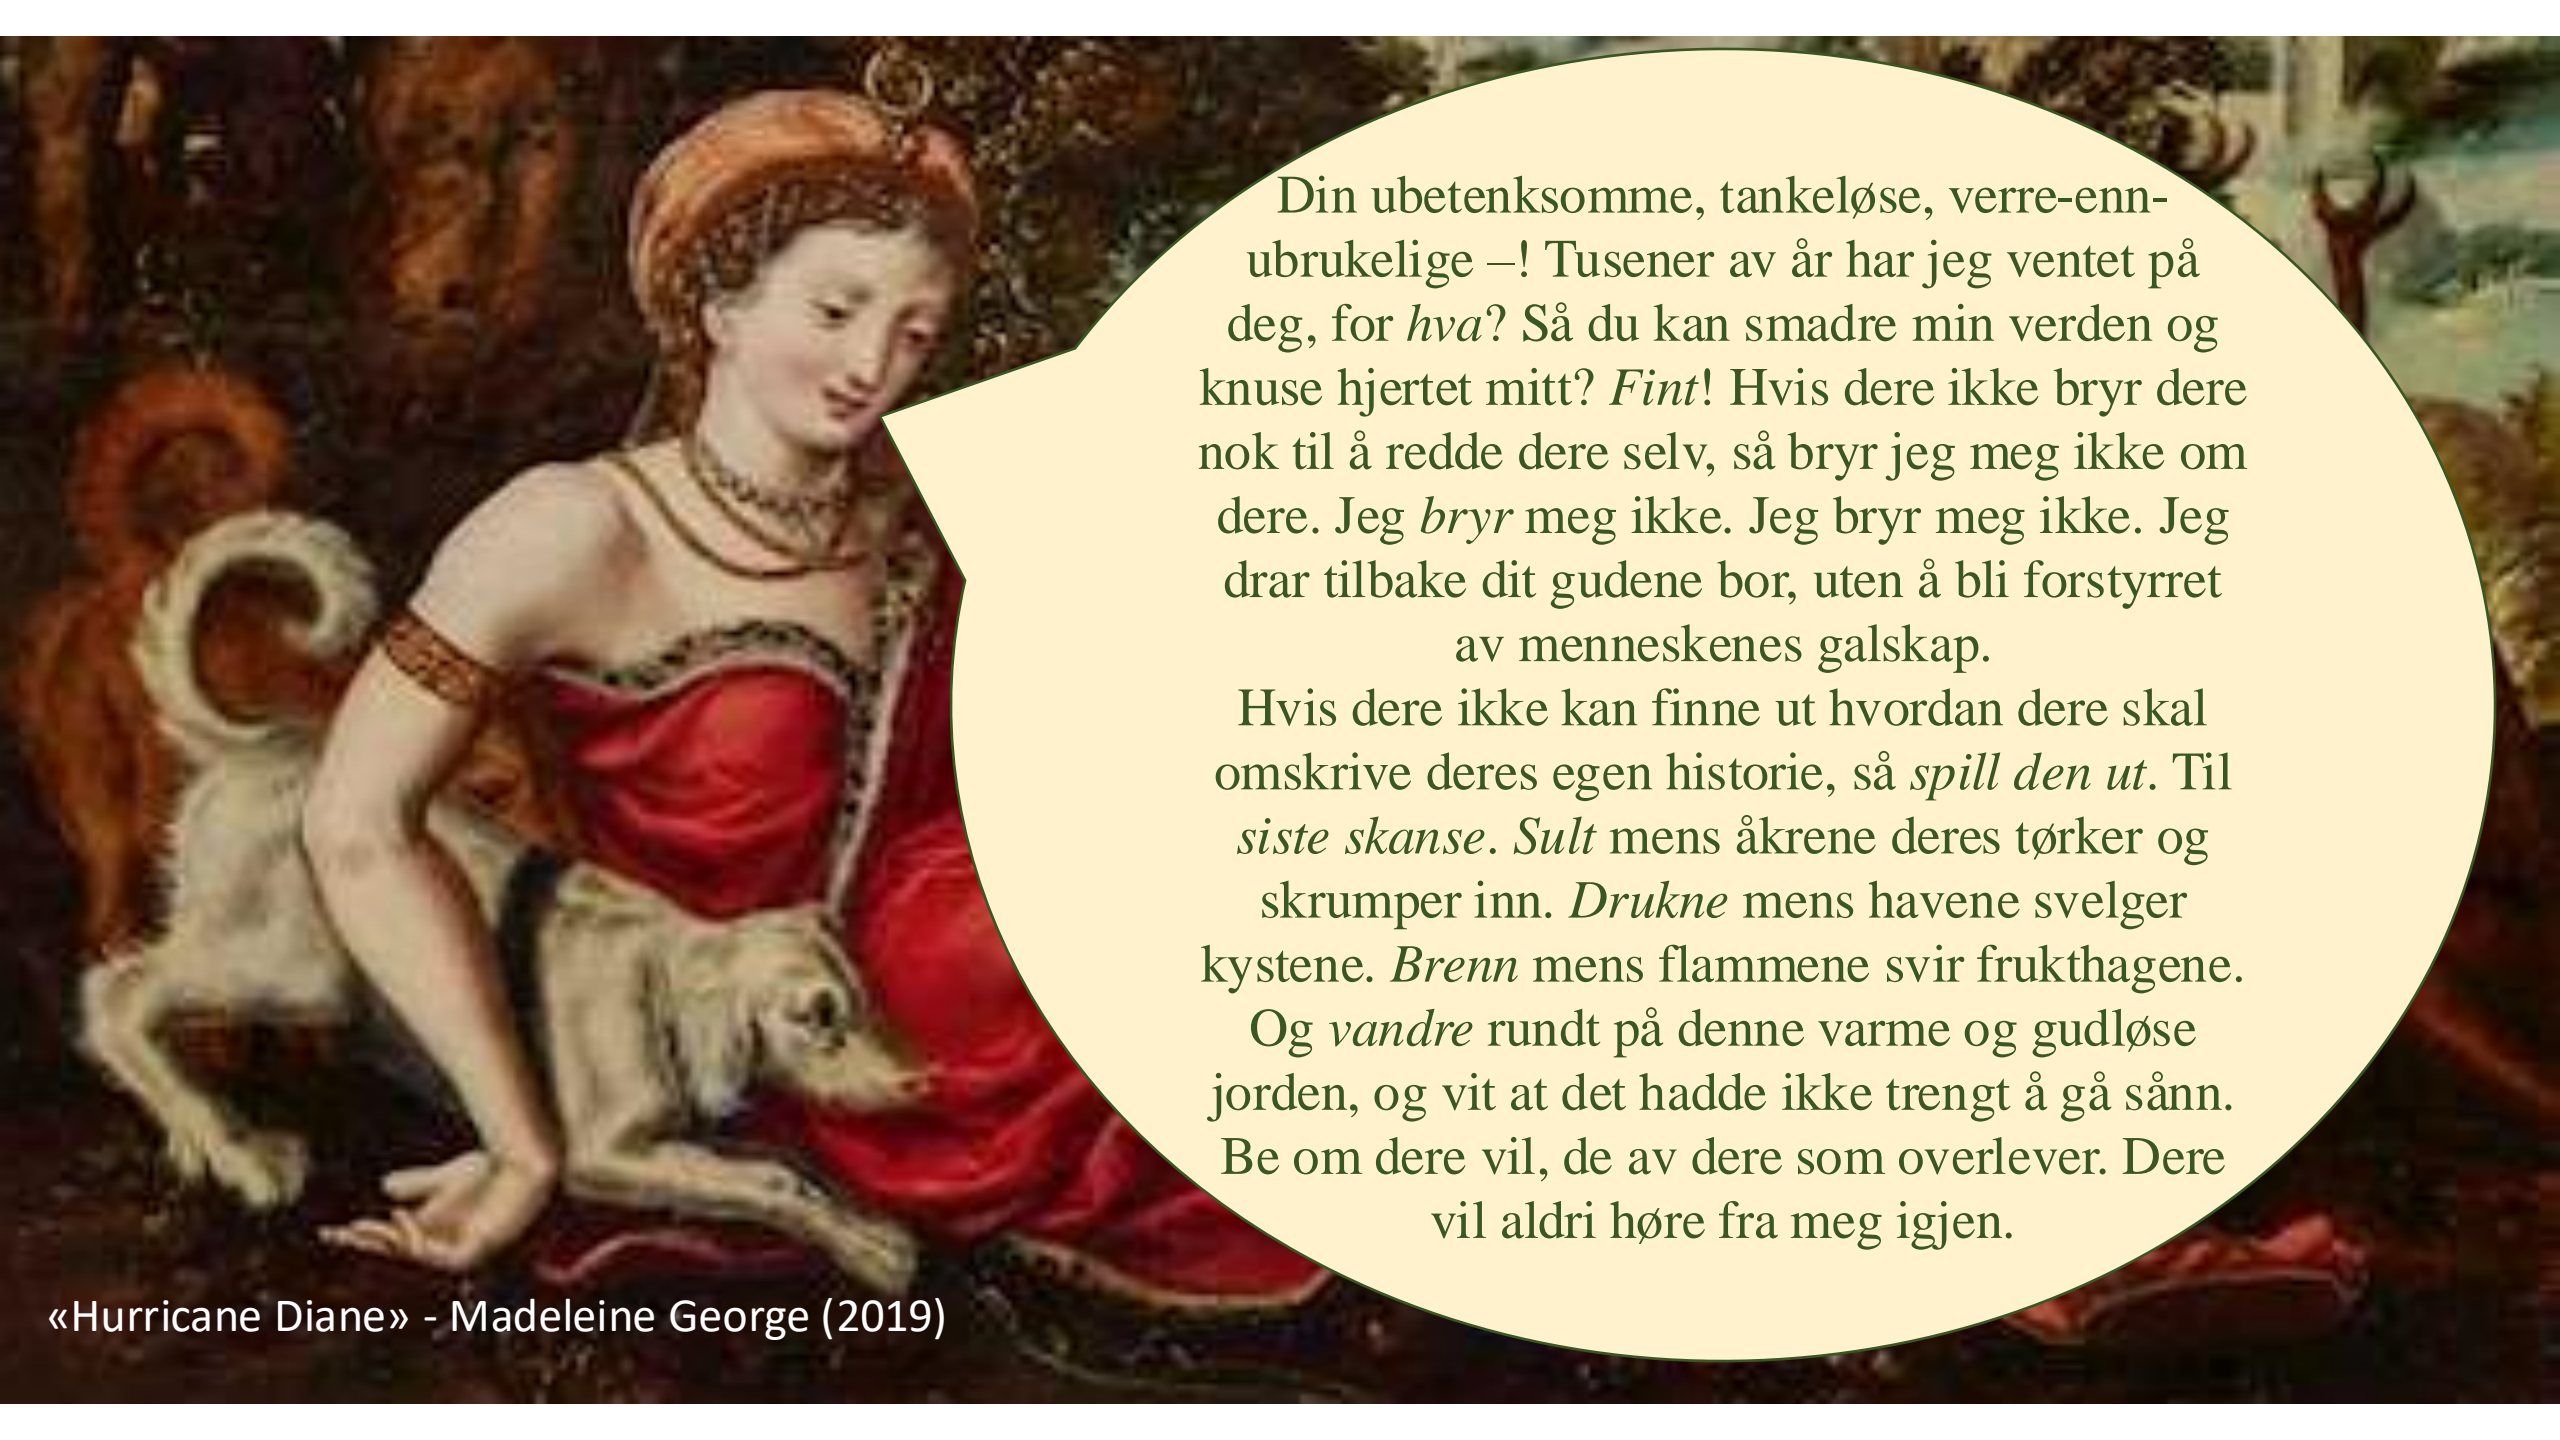 Din ubetenksomme, tankeløse, verre-enn-
ubrukelige –! Tusener av år har jeg ventet på
deg, for hva? Så du kan smadre min verden og
knuse hjertet mitt? Fint! Hvis dere ikke bryr dere
nok til å redde dere selv, så bryr jeg meg ikke om
dere. Jeg bryr meg ikke. Jeg bryr meg ikke. Jeg
drar tilbake dit gudene bor, uten å bli forstyrret
av menneskenes galskap.
Hvis dere ikke kan finne ut hvordan dere skal
omskrive deres egen historie, så spill den ut. Til
siste skanse. Sult mens åkrene deres tørker og
skrumper inn. Drukne mens havene svelger
kystene. Brenn mens flammene svir frukthagene.
Og vandre rundt på denne varme og gudløse
jorden, og vit at det hadde ikke trengt å gå sånn.
Be om dere vil, de av dere som overlever. Dere
vil aldri høre fra meg igjen.
«Hurricane Diane» - Madeleine George (2019)